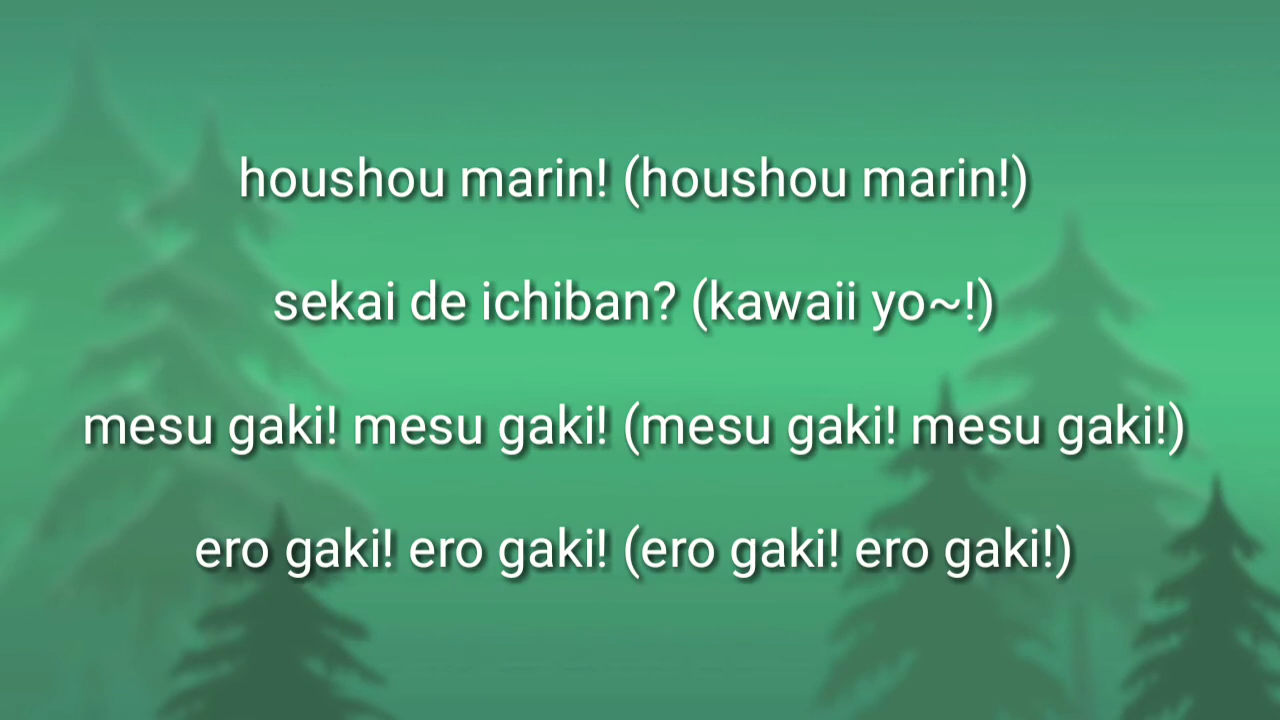 houshou marin! (houshou marin!)
sekai de ichiban? (kawaii yo~!)
mesu gaki! mesu gaki! (mesu gaki! mesu gaki!)
ero gaki! ero gaki! (ero gaki! ero gaki!)